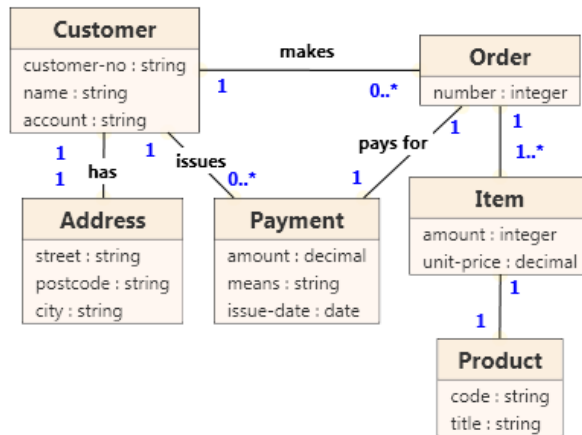 Customer
customer-no : string
name : string
account : string
makes
1
0..*
Order
number : integer
1
1
has
1
issues
0..*
pays for
1
1
1
1..*
Address
street : string
postcode : string
city : string
Payment
amount : decimal
means : string
issue-date : date
Item
amount : integer
unit-price : decimal
1
1
Product
code : string
title : string